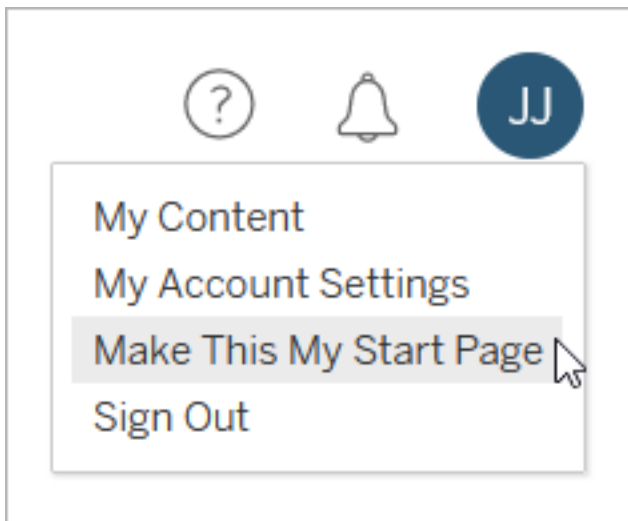 ?
JJ
My Content
My Account Settings
Make This My Start Page
Sign Out